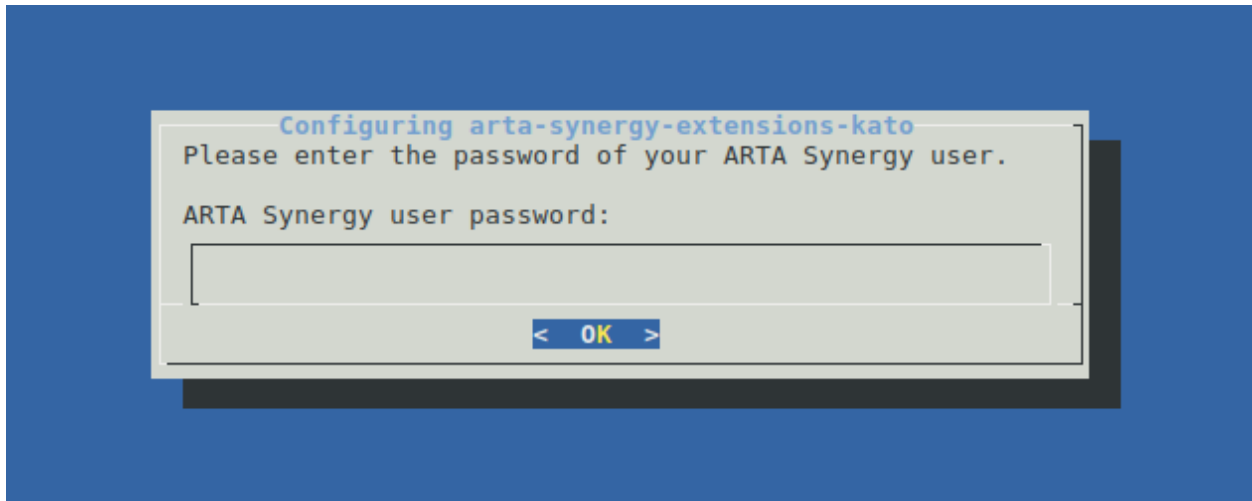 Configuring arta-synergy-extensions-kato
Please enter the password of your ARTA Synergy user.
ARTA Synergy user password:
< OK >